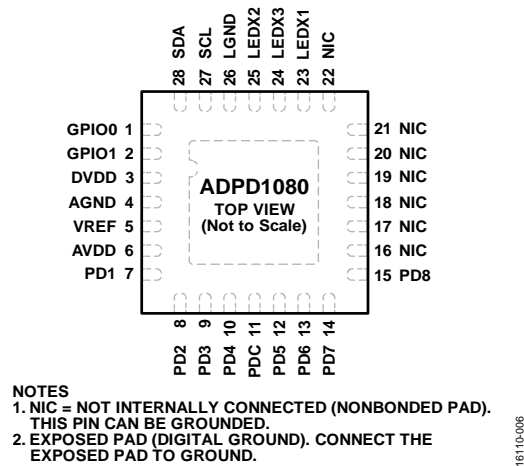 28 SDA
27 SCL
26 LGND
25 LEDX2
24 LEDX3
23 LEDX1
22 NIC
GPIO0 1
GPIO1 2
DVDD 3
AGND 4
VREF 5
AVDD 6
PD1 7
ADPD1080
TOP VIEW
(Not to Scale)
21 NIC
20 NIC
19 NIC
18 NIC
17 NIC
16 NIC
15 PD8
PD2 8
PD3 9
PD4 10
PDC 11
PD5 12
PD6 13
PD7 14
NOTES
1. NIC = NOT INTERNALLY CONNECTED (NONBONDED PAD).
THIS PIN CAN BE GROUNDED.
2. EXPOSED PAD (DIGITAL GROUND). CONNECT THE
EXPOSED PAD TO GROUND.
16110-006